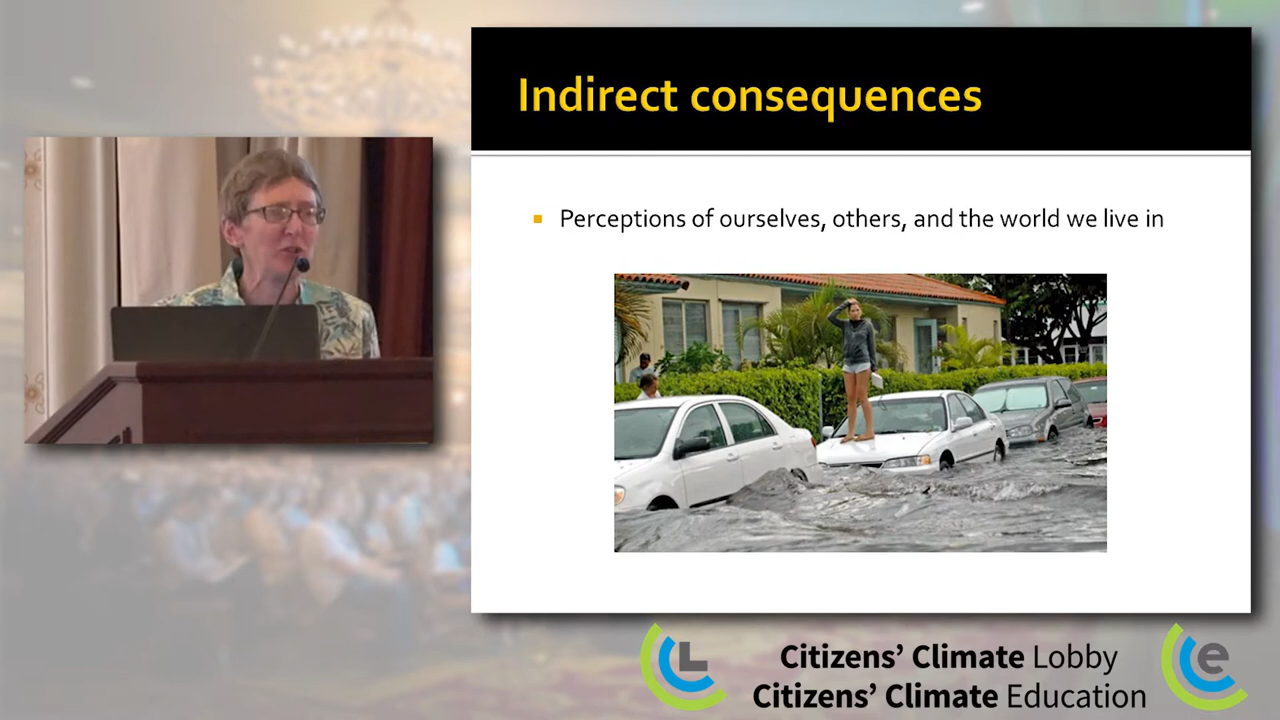 Indirect consequences
Perceptions of ourselves, others, and the world we live in
L
Citizens’ Climate Lobby
Citizens’ Climate Education
e